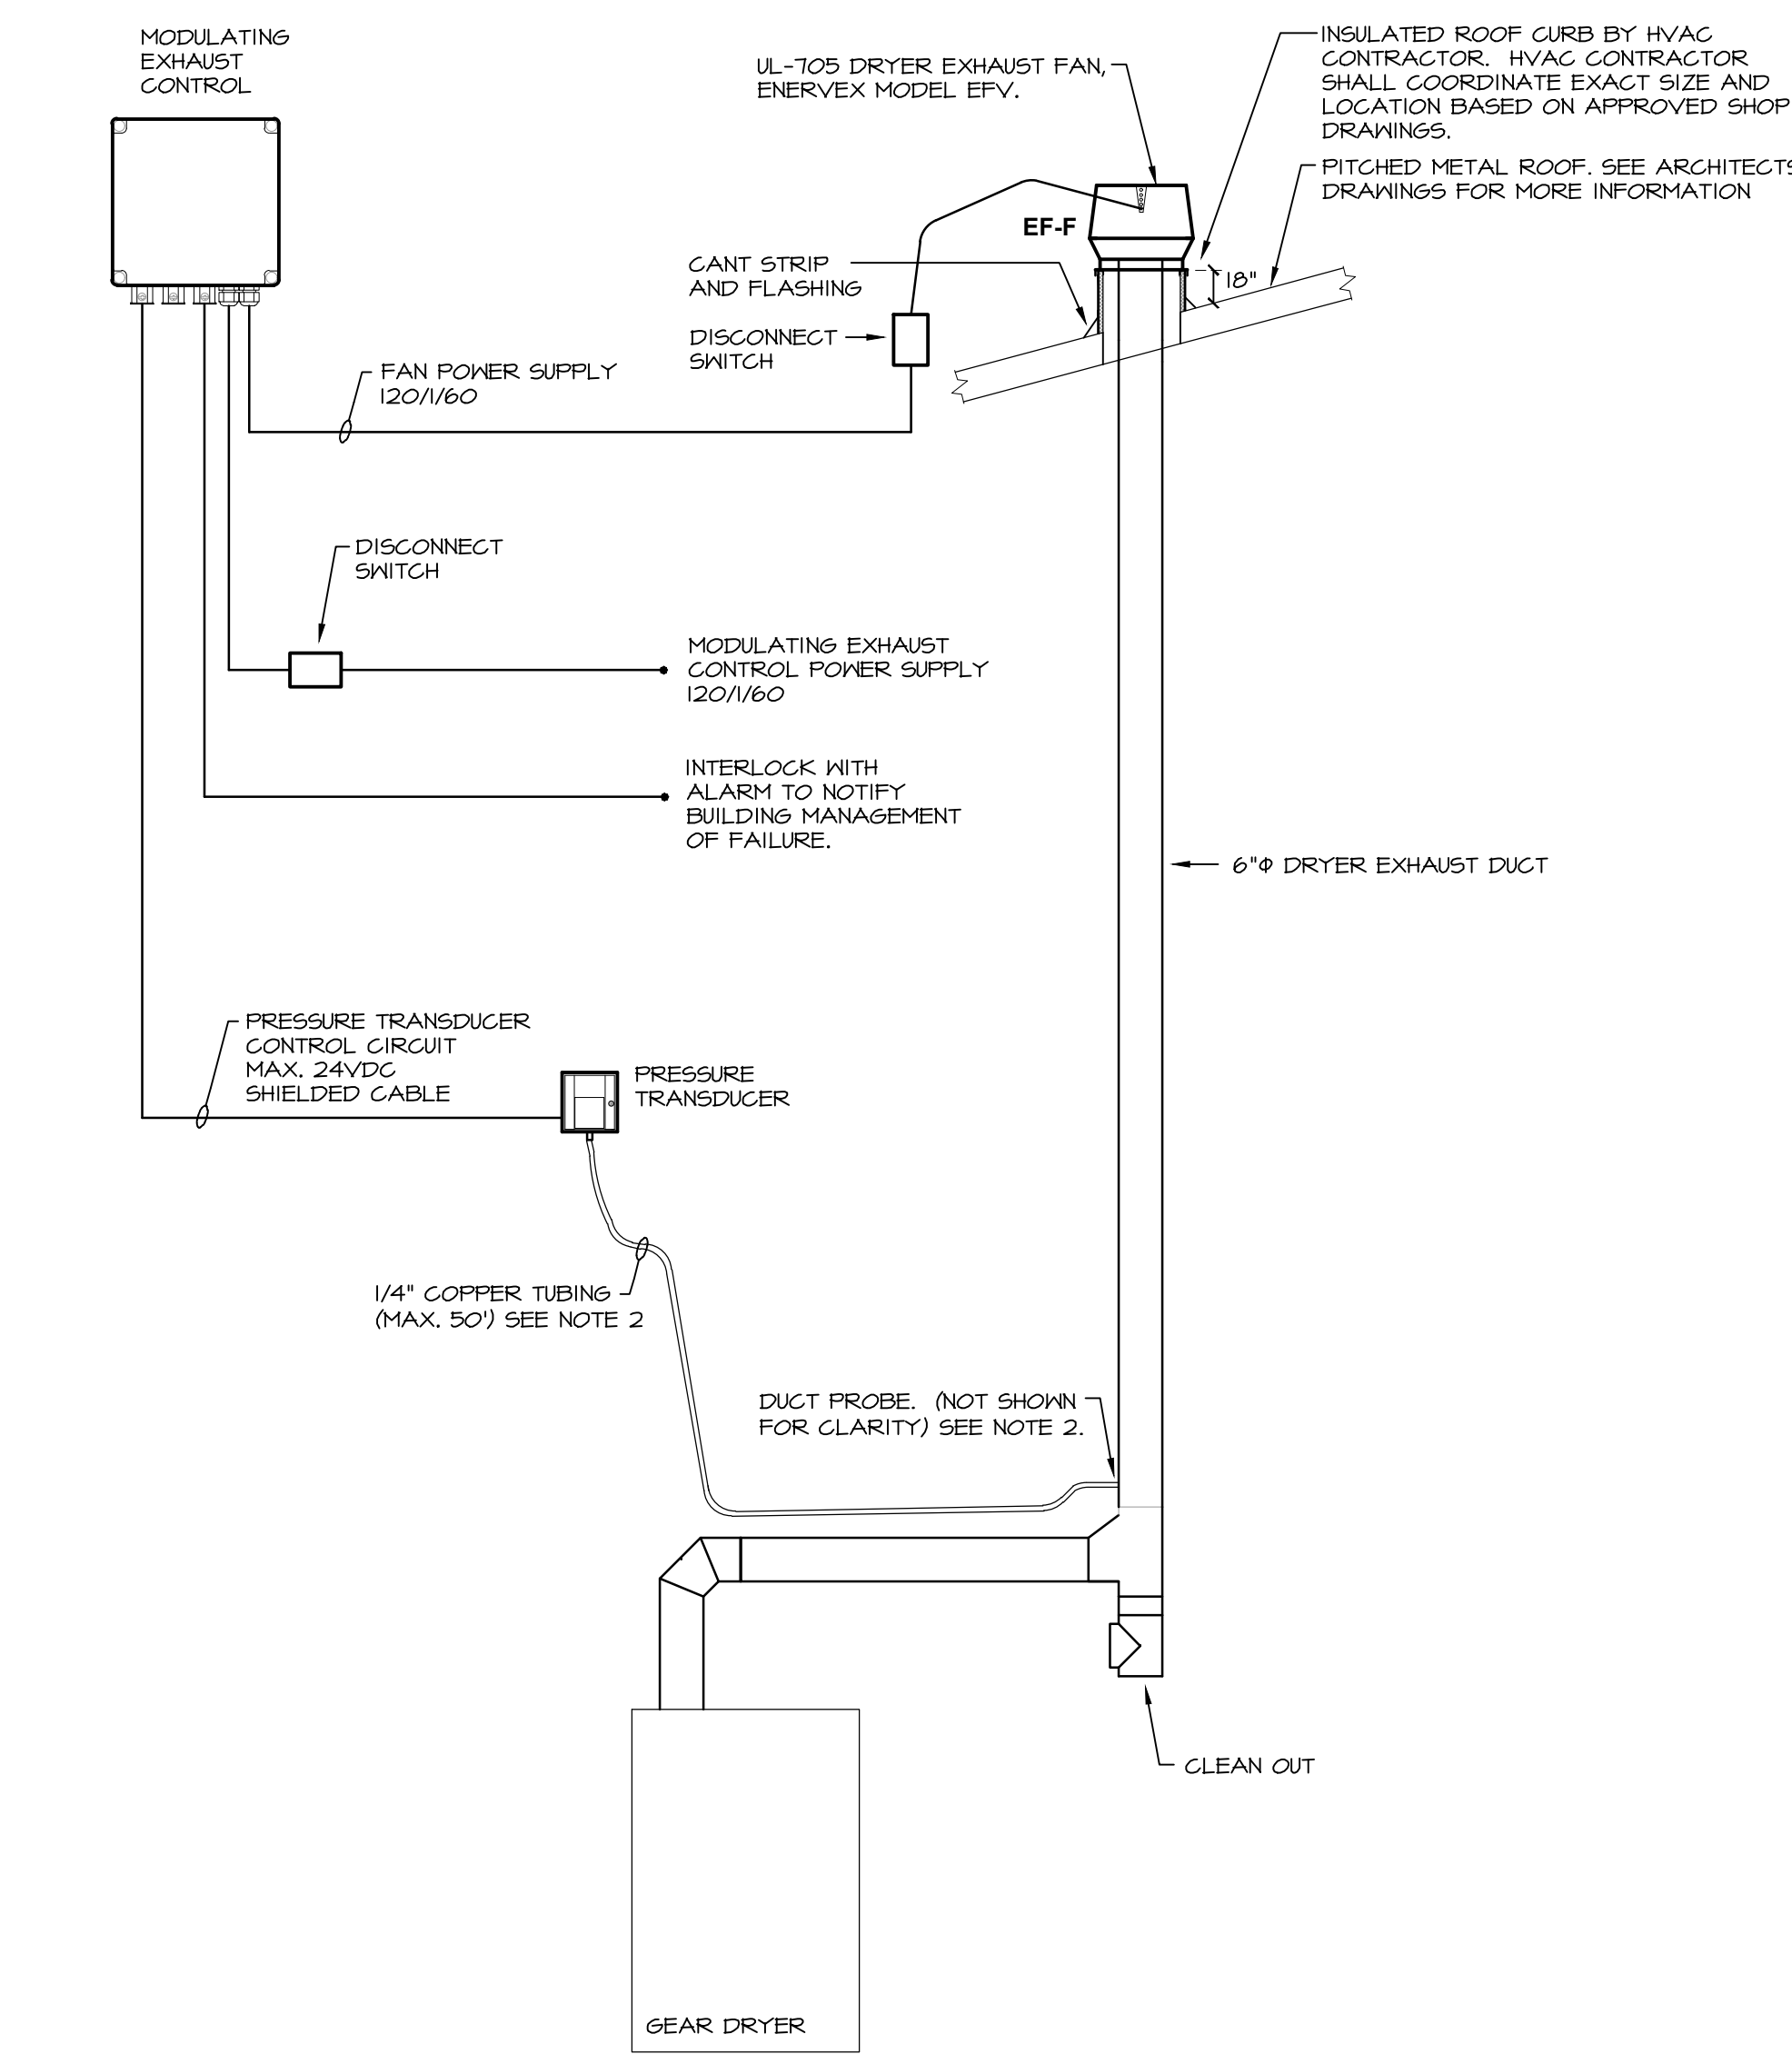 MODULATING
EXHAUST
CONTROL
UL-705 DRYER EXHAUST FAN,
ENERVEX MODEL EFV.
INSULATED ROOF CURB BY HVAC
CONTRACTOR. HVAC CONTRACTOR
SHALL COORDINATE EXACT SIZE AND
LOCATION BASED ON APPROVED SHOP
DRAWINGS.
PITCHED METAL ROOF. SEE ARCHITECTS
DRAWINGS FOR MORE INFORMATION
EF-F
18"
CANT STRIP
AND FLASHING
DISCONNECT
SWITCH
FAN POWER SUPPLY
120/1/60
DISCONNECT
SWITCH
MODULATING EXHAUST
CONTROL POWER SUPPLY
120/1/60
INTERLOCK WITH
ALARM TO NOTIFY
BUILDING MANAGEMENT
OF FAILURE.
6"Φ DRYER EXHAUST DUCT
PRESSURE TRANSDUCER
CONTROL CIRCUIT
MAX. 24VDC
SHIELDED CABLE
PRESSURE
TRANSDUCER
1/4" COPPER TUBING
(MAX. 50') SEE NOTE 2
DUCT PROBE. (NOT SHOWN
FOR CLARITY) SEE NOTE 2.
CLEAN OUT
GEAR DRYER